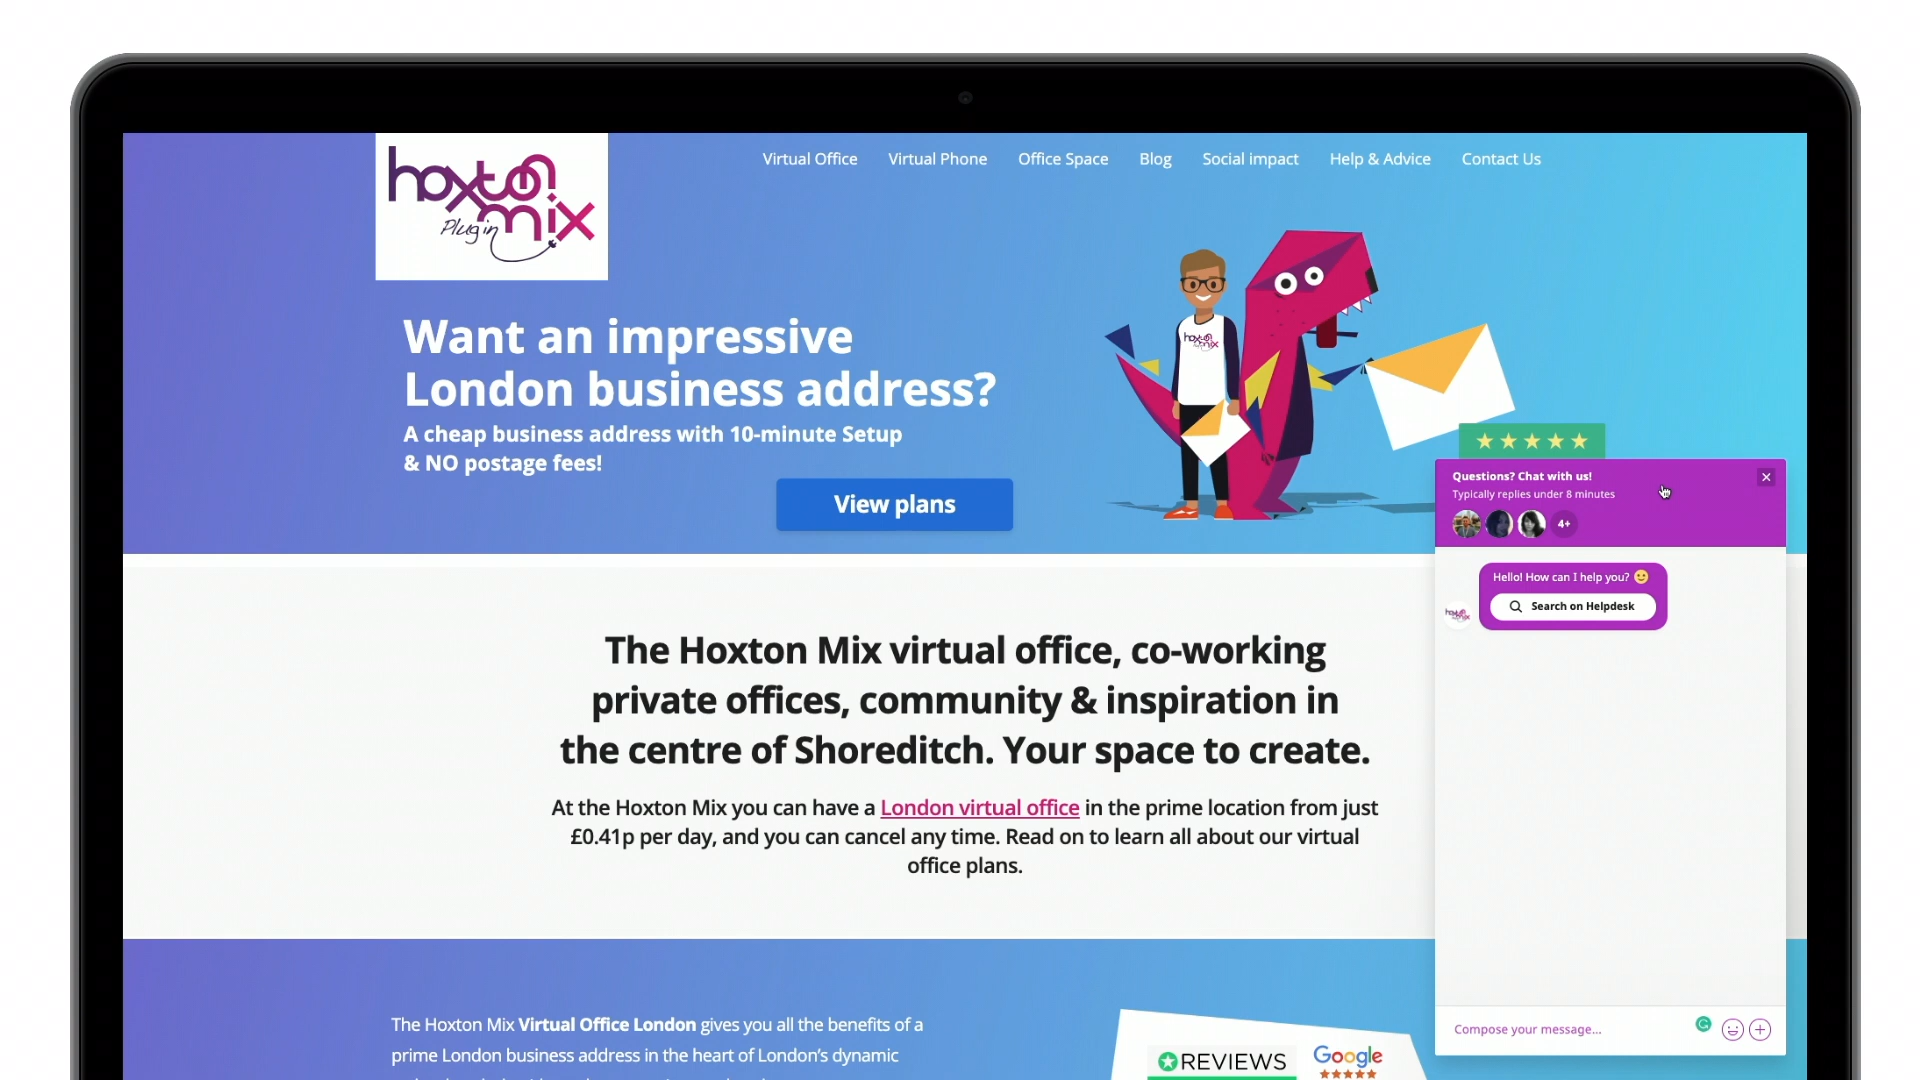 hoxton
mix
Plug in
Virtual Office Virtual Phone Office Space Blog Social impact Help & Advice Contact Us
Want an impressive
London business address?
A cheap business address with 10-minute Setup
& NO postage fees!
View plans
hoxton
mix
Questions? Chat with us!
Typically replies under 8 minutes
4+
Hello! How can I help you?
Search on Helpdesk
hoxton
mix
The Hoxton Mix virtual office, co-working
private offices, community & inspiration in
the centre of Shoreditch. Your space to create.
At the Hoxton Mix you can have a London virtual office in the prime location from just
£0.41p per day, and you can cancel any time. Read on to learn all about our virtual
office plans.
The Hoxton Mix Virtual Office London gives you all the benefits of a
prime London business address in the heart of London's dynamic
REVIEWS
Google
Compose your message...